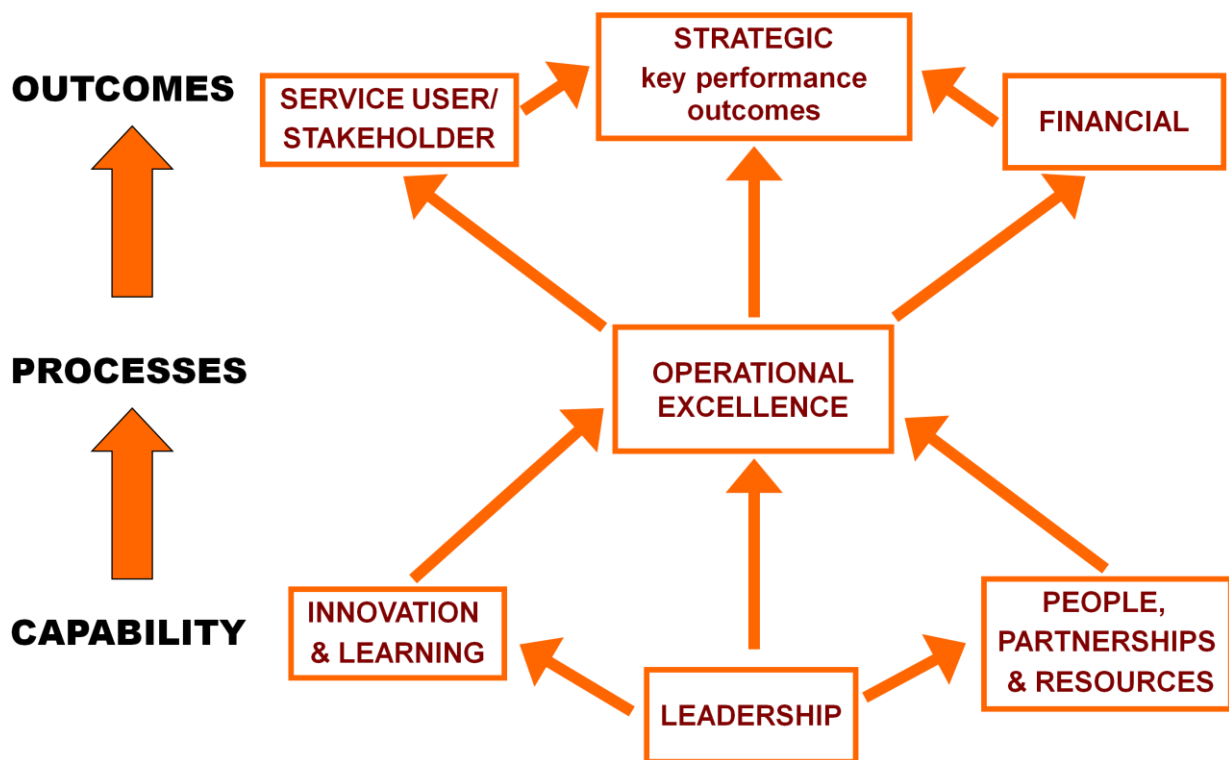 OUTCOMES
SERVICE USER/
STAKEHOLDER
STRATEGIC
key performance
outcomes
FINANCIAL
PROCESSES
OPERATIONAL
EXCELLENCE
CAPABILITY
INNOVATION
& LEARNING
LEADERSHIP
PEOPLE,
PARTNERSHIPS
& RESOURCES